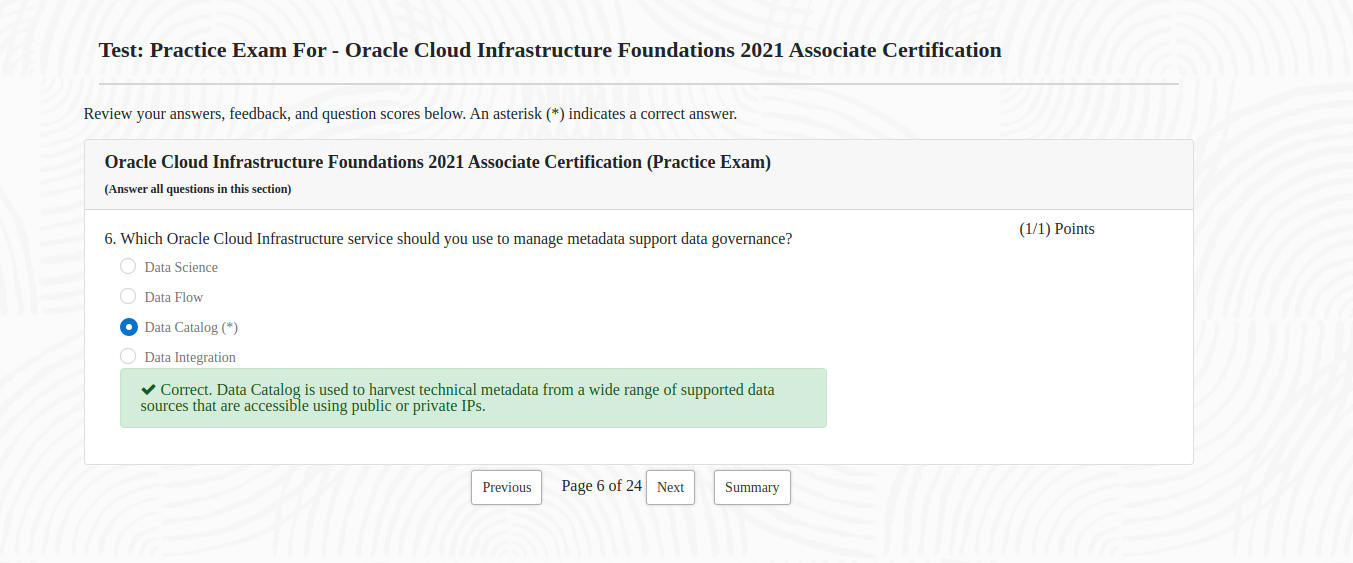 Test: Practice Exam For - Oracle Cloud Infrastructure Foundations 2021 Associate Certification
Review your answers, feedback, and question scores below. An asterisk (*) indicates a correct answer.
Oracle Cloud Infrastructure Foundations 2021 Associate Certification (Practice Exam)
(Answer all questions in this section)
6. Which Oracle Cloud Infrastructure service should you use to manage metadata support data governance?
(1/1) Points
Data Science
Data Flow
Data Catalog (*)
Data Integration
Correct. Data Catalog is used to harvest technical metadata from a wide range of supported data
sources that are accessible using public or private IPs.
Previous Page 6 of 24 Next Summary